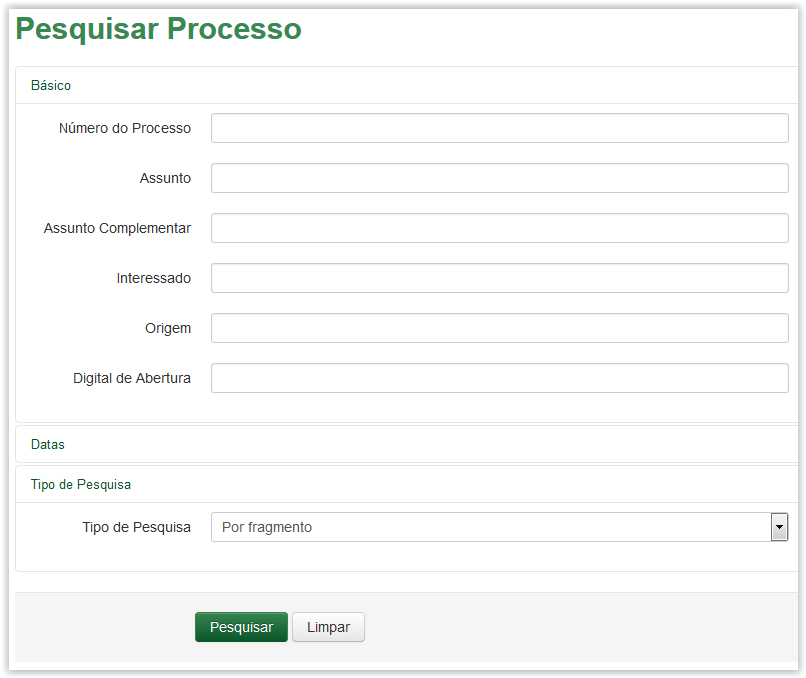 Pesquisar Processo
Básico
Número do Processo
Assunto
Assunto Complementar
Interessado
Origem
Digital de Abertura
Datas
Tipo de Pesquisa
Tipo de Pesquisa Por fragmento
Pesquisar Limpar